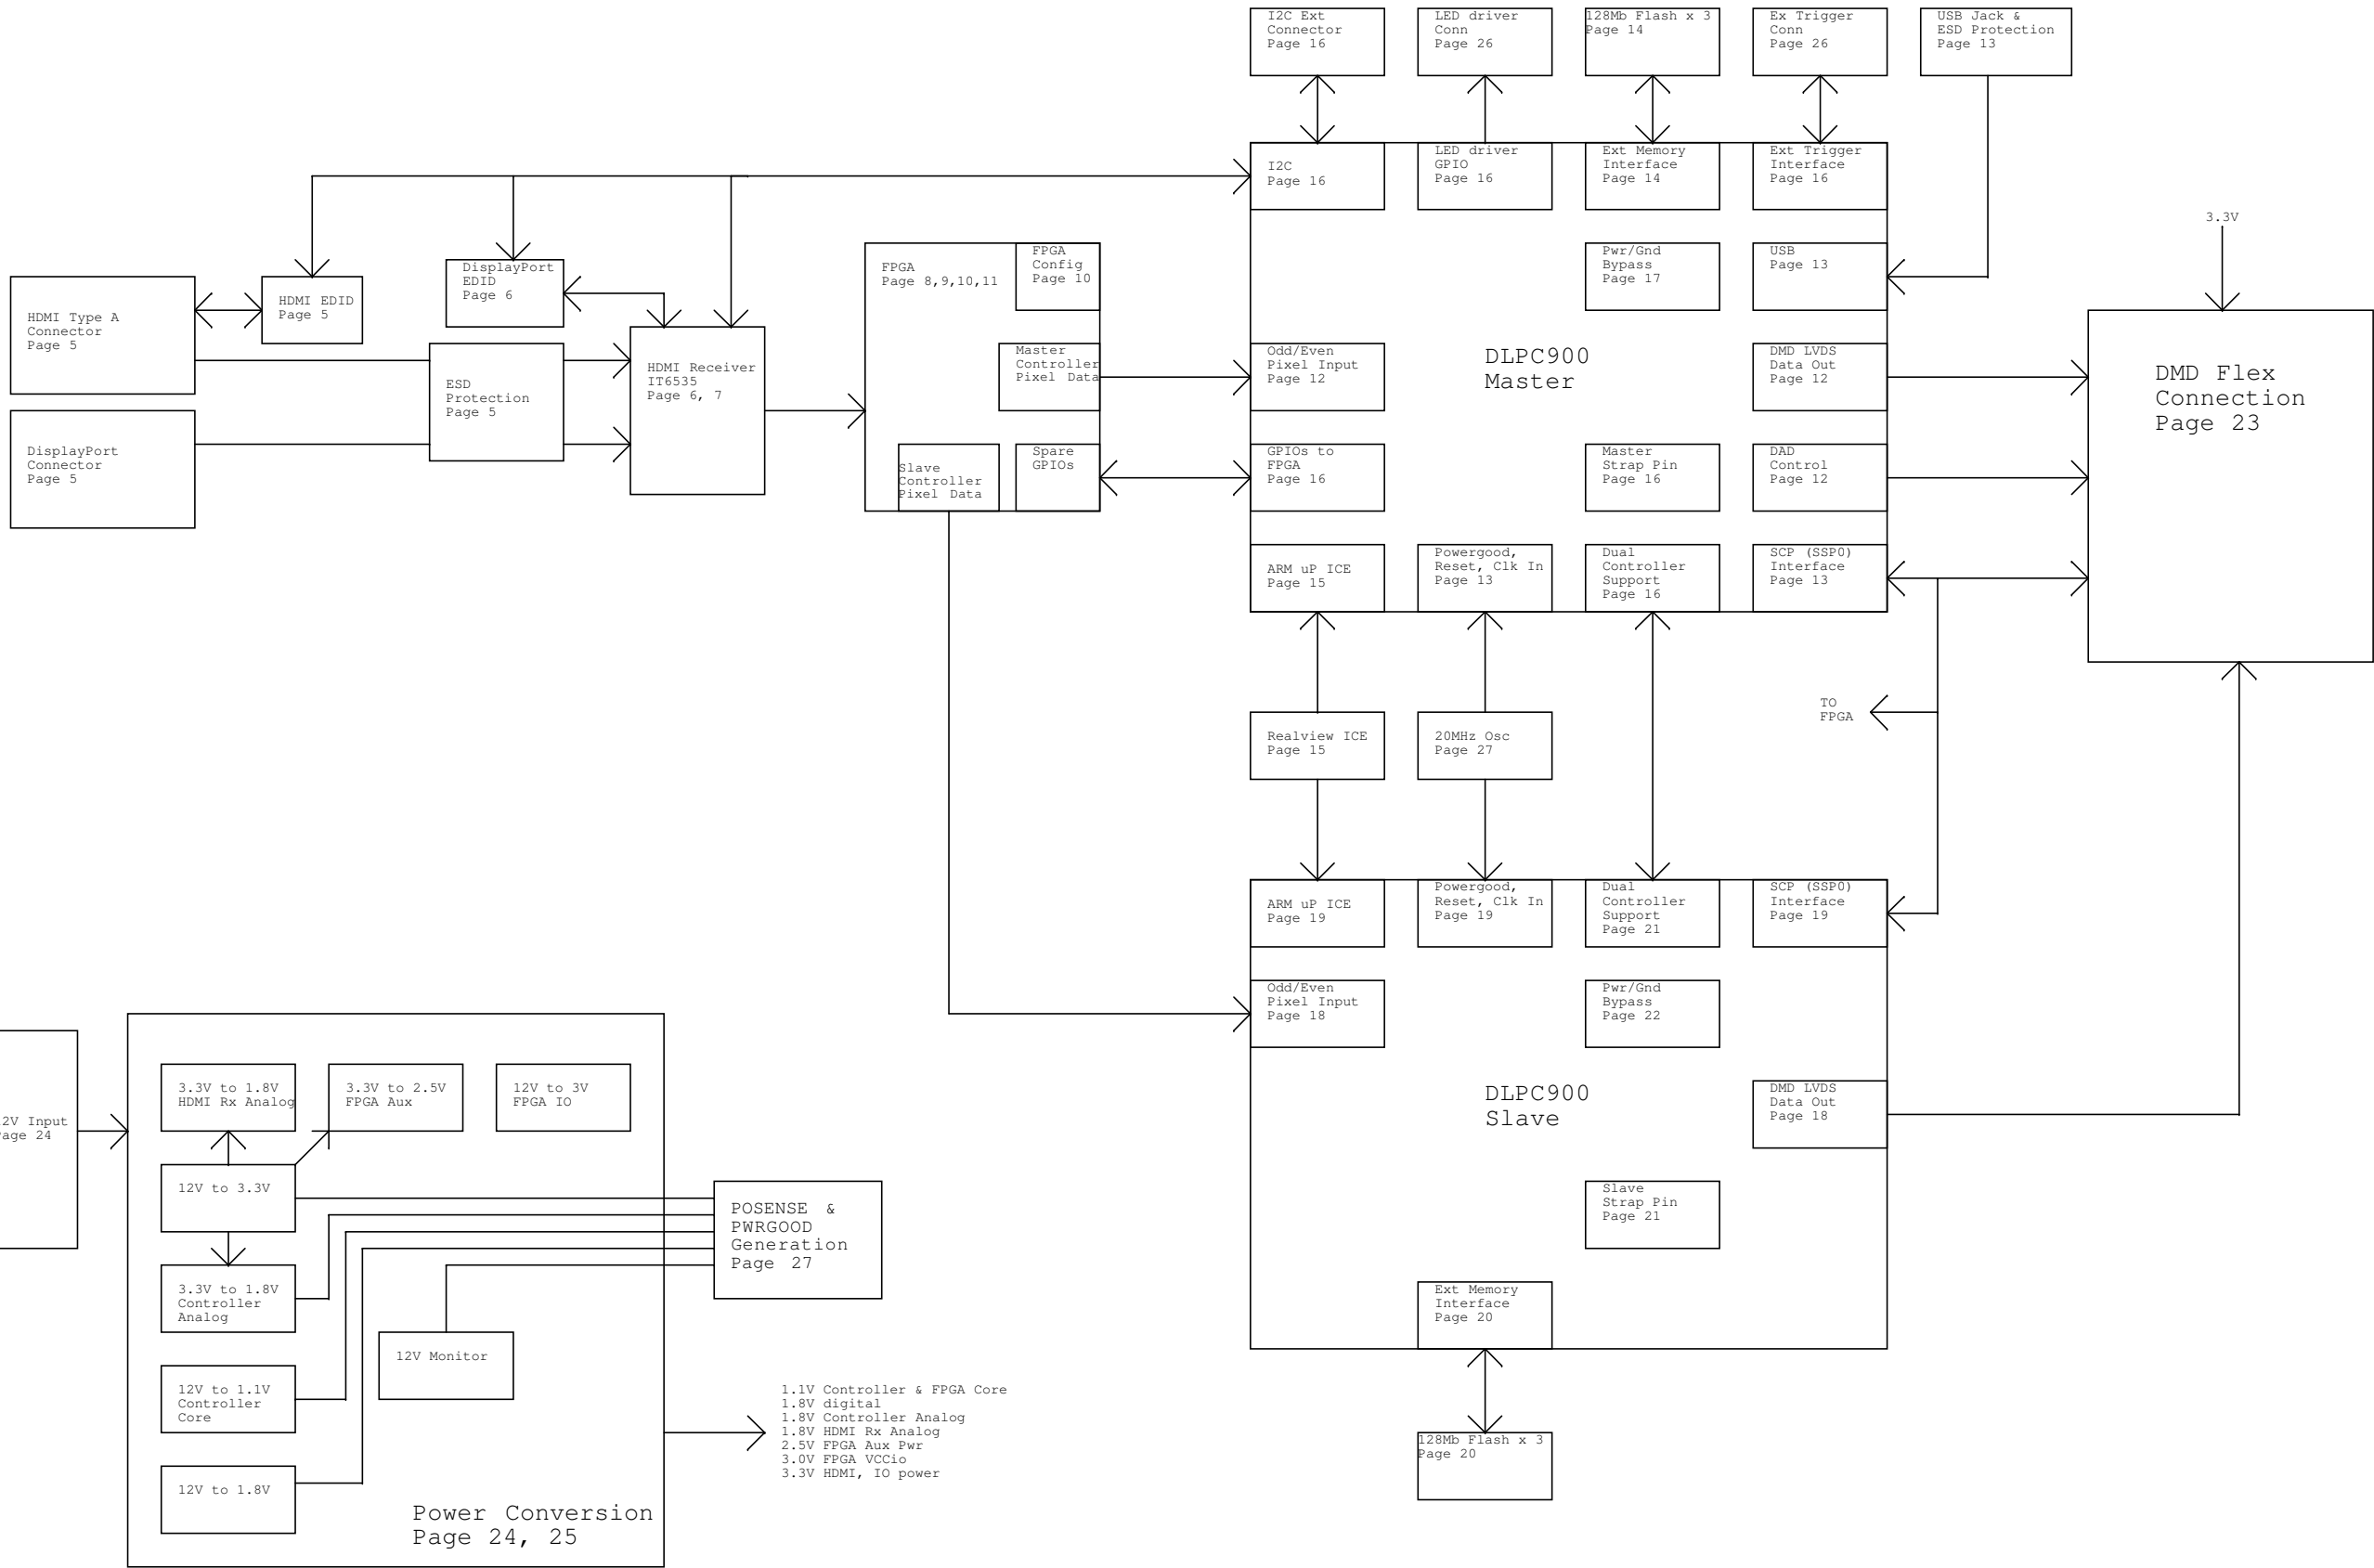 I2C Ext
Connector
Page 16
LED driver
Conn
Page 26
128Mb Flash x 3
Page 14
Ex Trigger
Conn
Page 26
USB Jack &
ESD Protection
Page 13
I2C
Page 16
LED driver
GPIO
Page 16
Ext Memory
Interface
Page 14
Ext Trigger
Interface
Page 16
3.3V
HDMI Type A
Connector
Page 5
HDMI EDID
Page 5
DisplayPort
EDID
Page 6
ESD
Protection
Page 5
HDMI Receiver
IT6535
Page 6, 7
DisplayPort
Connector
Page 5
FPGA
Page 8,9,10,11
FPGA
Config
Page 10
Master
Controller
Pixel Data
Slave
Controller
Pixel Data
Spare
GPIOs
Pwr/Gnd
Bypass
Page 17
USB
Page 13
Odd/Even
Pixel Input
Page 12
DLPC900
Master
DMD LVDS
Data Out
Page 12
DMD Flex
Connection
Page 23
GPIOs to
FPGA
Page 16
Master
Strap Pin
Page 16
DAD
Control
Page 12
ARM uP ICE
Page 15
Powergood,
Reset, Clk In
Page 13
Dual
Controller
Support
Page 16
SCP (SSP0)
Interface
Page 13
TO
FPGA
Realview ICE
Page 15
20MHz Osc
Page 27
ARM uP ICE
Page 19
Powergood,
Reset, Clk In
Page 19
Dual
Controller
Support
Page 21
SCP (SSP0)
Interface
Page 19
Odd/Even
Pixel Input
Page 18
Pwr/Gnd
Bypass
Page 22
DLPC900
Slave
DMD LVDS
Data Out
Page 18
Slave
Strap Pin
Page 21
Ext Memory
Interface
Page 20
128Mb Flash x 3
Page 20
2V Input
Page 24
3.3V to 1.8V
HDMI Rx Analog
3.3V to 2.5V
FPGA Aux
12V to 3V
FPGA IO
12V to 3.3V
3.3V to 1.8V
Controller
Analog
12V to 1.1V
Controller
Core
12V to 1.8V
12V Monitor
POSENSE &
PWRGOOD
Generation
Page 27
Power Conversion
Page 24, 25
1.1V Controller & FPGA Core
1.8V digital
1.8V Controller Analog
1.8V HDMI Rx Analog
2.5V FPGA Aux Pwr
3.0V FPGA VCCio
3.3V HDMI, IO power